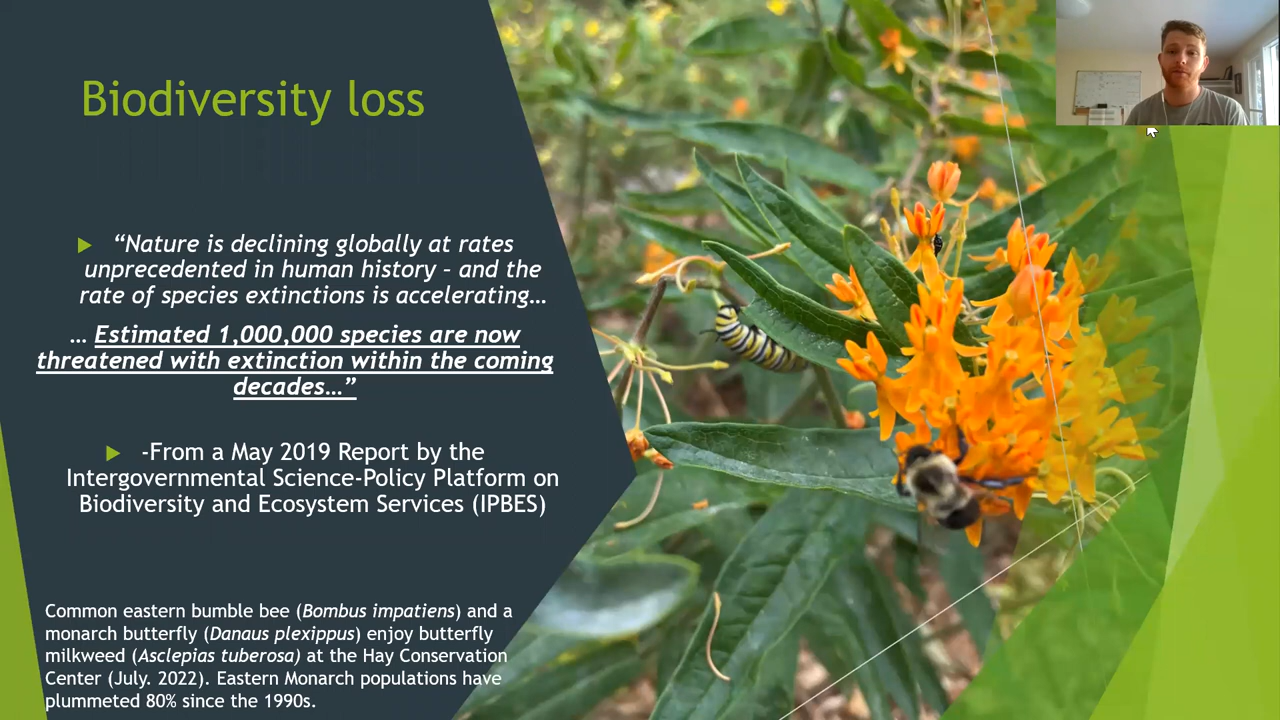 Biodiversity loss
“Nature is declining globally at rates
unprecedented in human history – and the
rate of species extinctions is accelerating…
… Estimated 1,000,000 species are now
threatened with extinction within the coming
decades…”
-From a May 2019 Report by the
Intergovernmental Science-Policy Platform on
Biodiversity and Ecosystem Services (IPBES)
Common eastern bumble bee (Bombus impatiens) and a
monarch butterfly (Danaus plexippus) enjoy butterfly
milkweed (Asclepias tuberosa) at the Hay Conservation
Center (July. 2022). Eastern Monarch populations have
plummeted 80% since the 1990s.